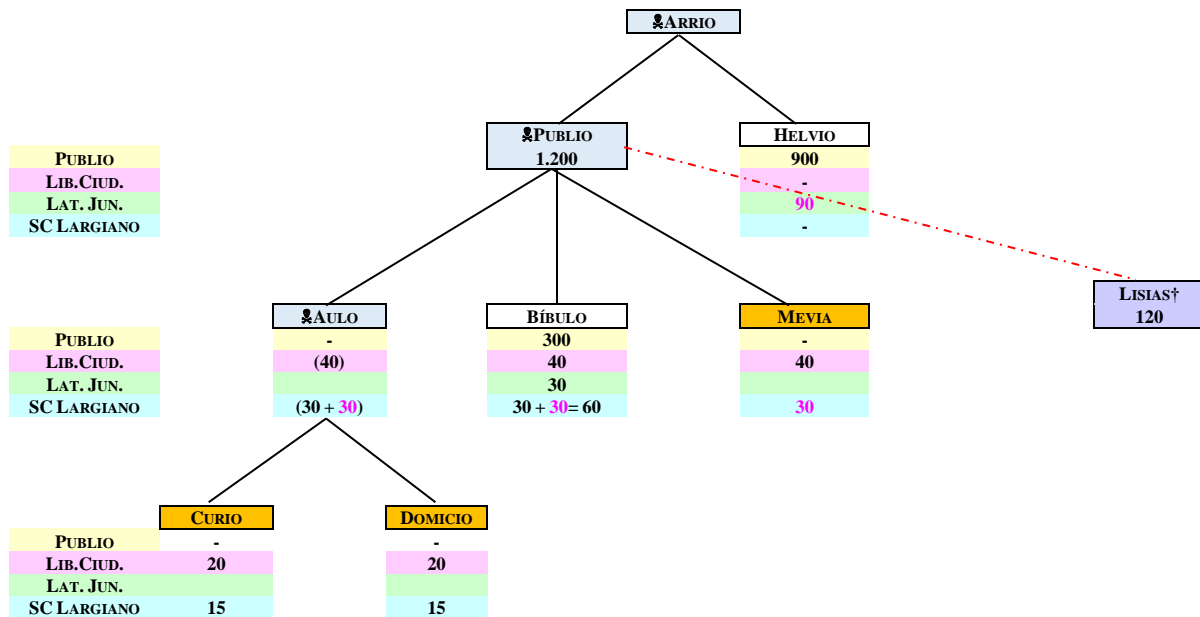 ☠ARRIO
☠PUBLIO
1.200
HELVIO
PUBLIO 900
LIB.CIUD. -
LAT. JUN. 90
SC LARGIANO -
LISIAS†
120
☠AULO BÍBULO MEVIA
PUBLIO - 300 -
LIB.CIUD. (40) 40 40
LAT. JUN. 30
SC LARGIANO (30 + 30) 30 + 30= 60 30
CURIO DOMICIO
PUBLIO - -
LIB.CIUD. 20 20
LAT. JUN.
SC LARGIANO 15 15